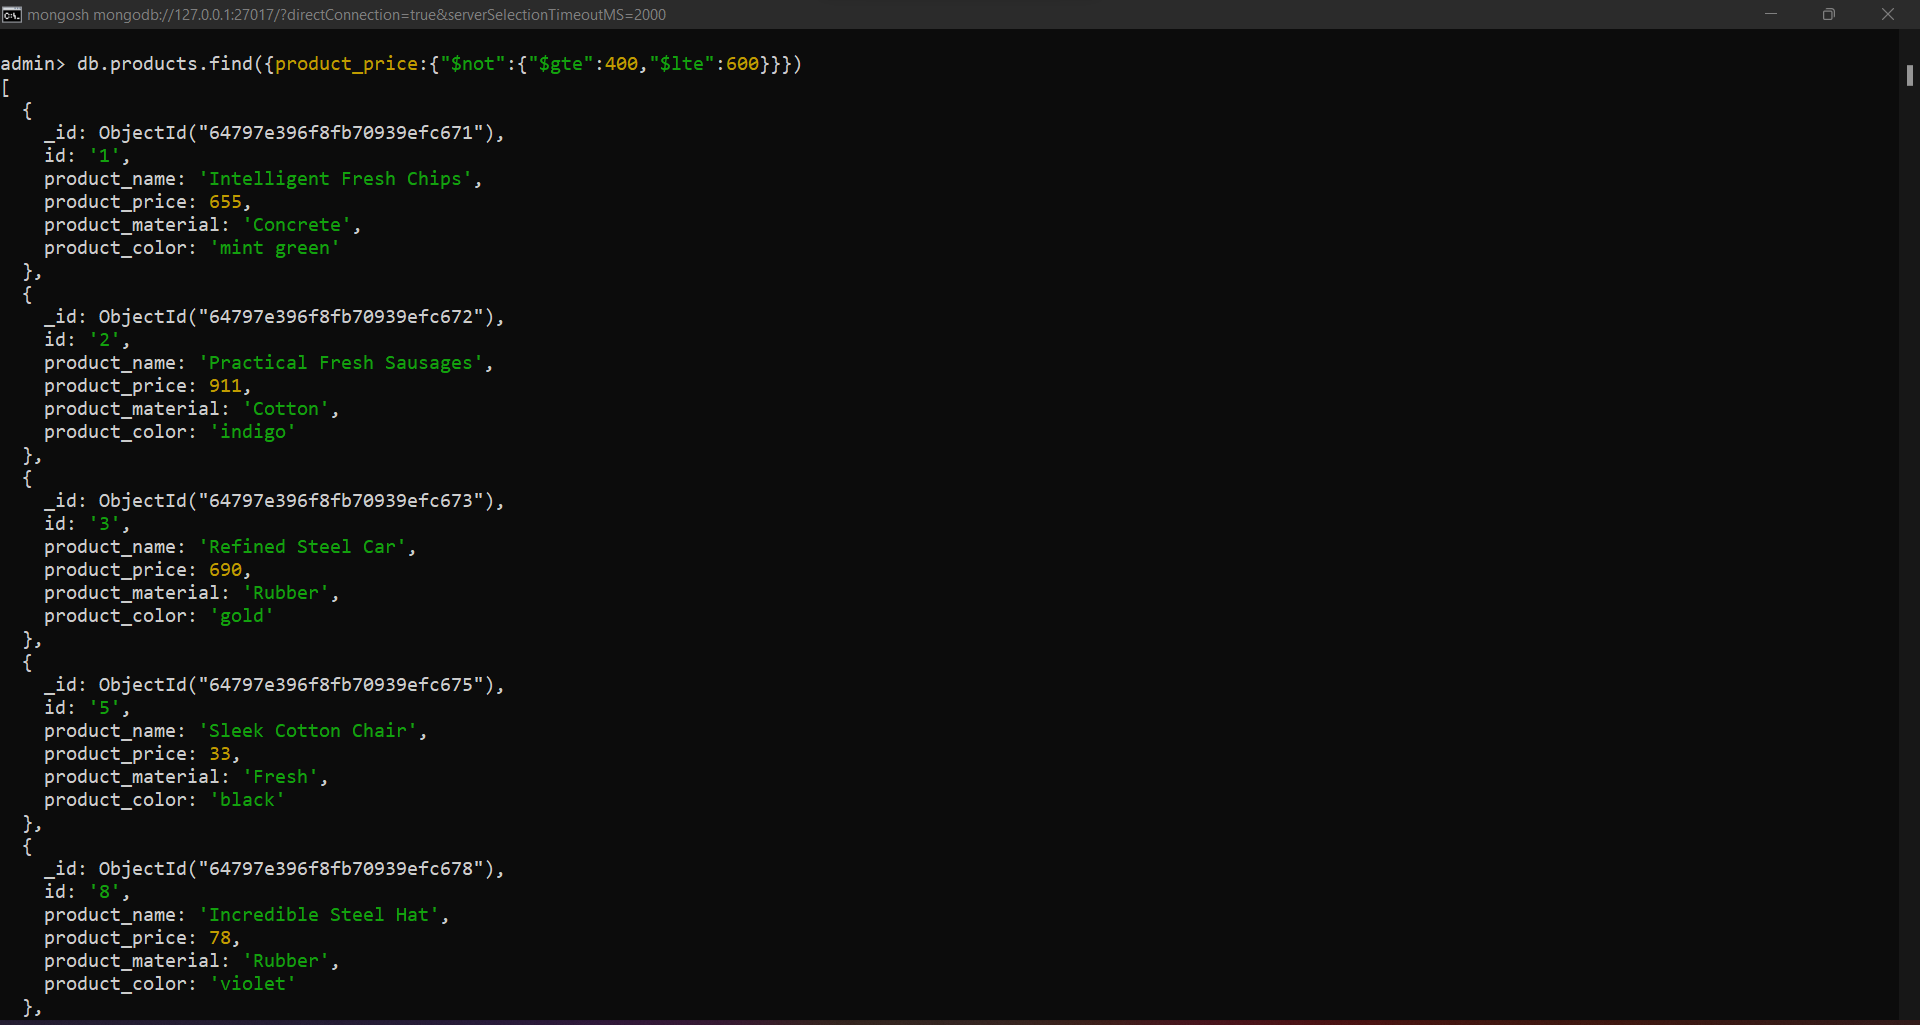 mongosh mongodb://127.0.0.1:27017/?directConnection=true&serverSelectionTimeoutMS=2000
admin> db.products.find({product_price:{"$not":{"$gte":400,"$lte":600}}})
[
  {
    _id: ObjectId("64797e396f8fb70939efc671"),
    id: '1',
    product_name: 'Intelligent Fresh Chips',
    product_price: 655,
    product_material: 'Concrete',
    product_color: 'mint green'
  },
  {
    _id: ObjectId("64797e396f8fb70939efc672"),
    id: '2',
    product_name: 'Practical Fresh Sausages',
    product_price: 911,
    product_material: 'Cotton',
    product_color: 'indigo'
  },
  {
    _id: ObjectId("64797e396f8fb70939efc673"),
    id: '3',
    product_name: 'Refined Steel Car',
    product_price: 690,
    product_material: 'Rubber',
    product_color: 'gold'
  },
  {
    _id: ObjectId("64797e396f8fb70939efc675"),
    id: '5',
    product_name: 'Sleek Cotton Chair',
    product_price: 33,
    product_material: 'Fresh',
    product_color: 'black'
  },
  {
    _id: ObjectId("64797e396f8fb70939efc678"),
    id: '8',
    product_name: 'Incredible Steel Hat',
    product_price: 78,
    product_material: 'Rubber',
    product_color: 'violet'
  },